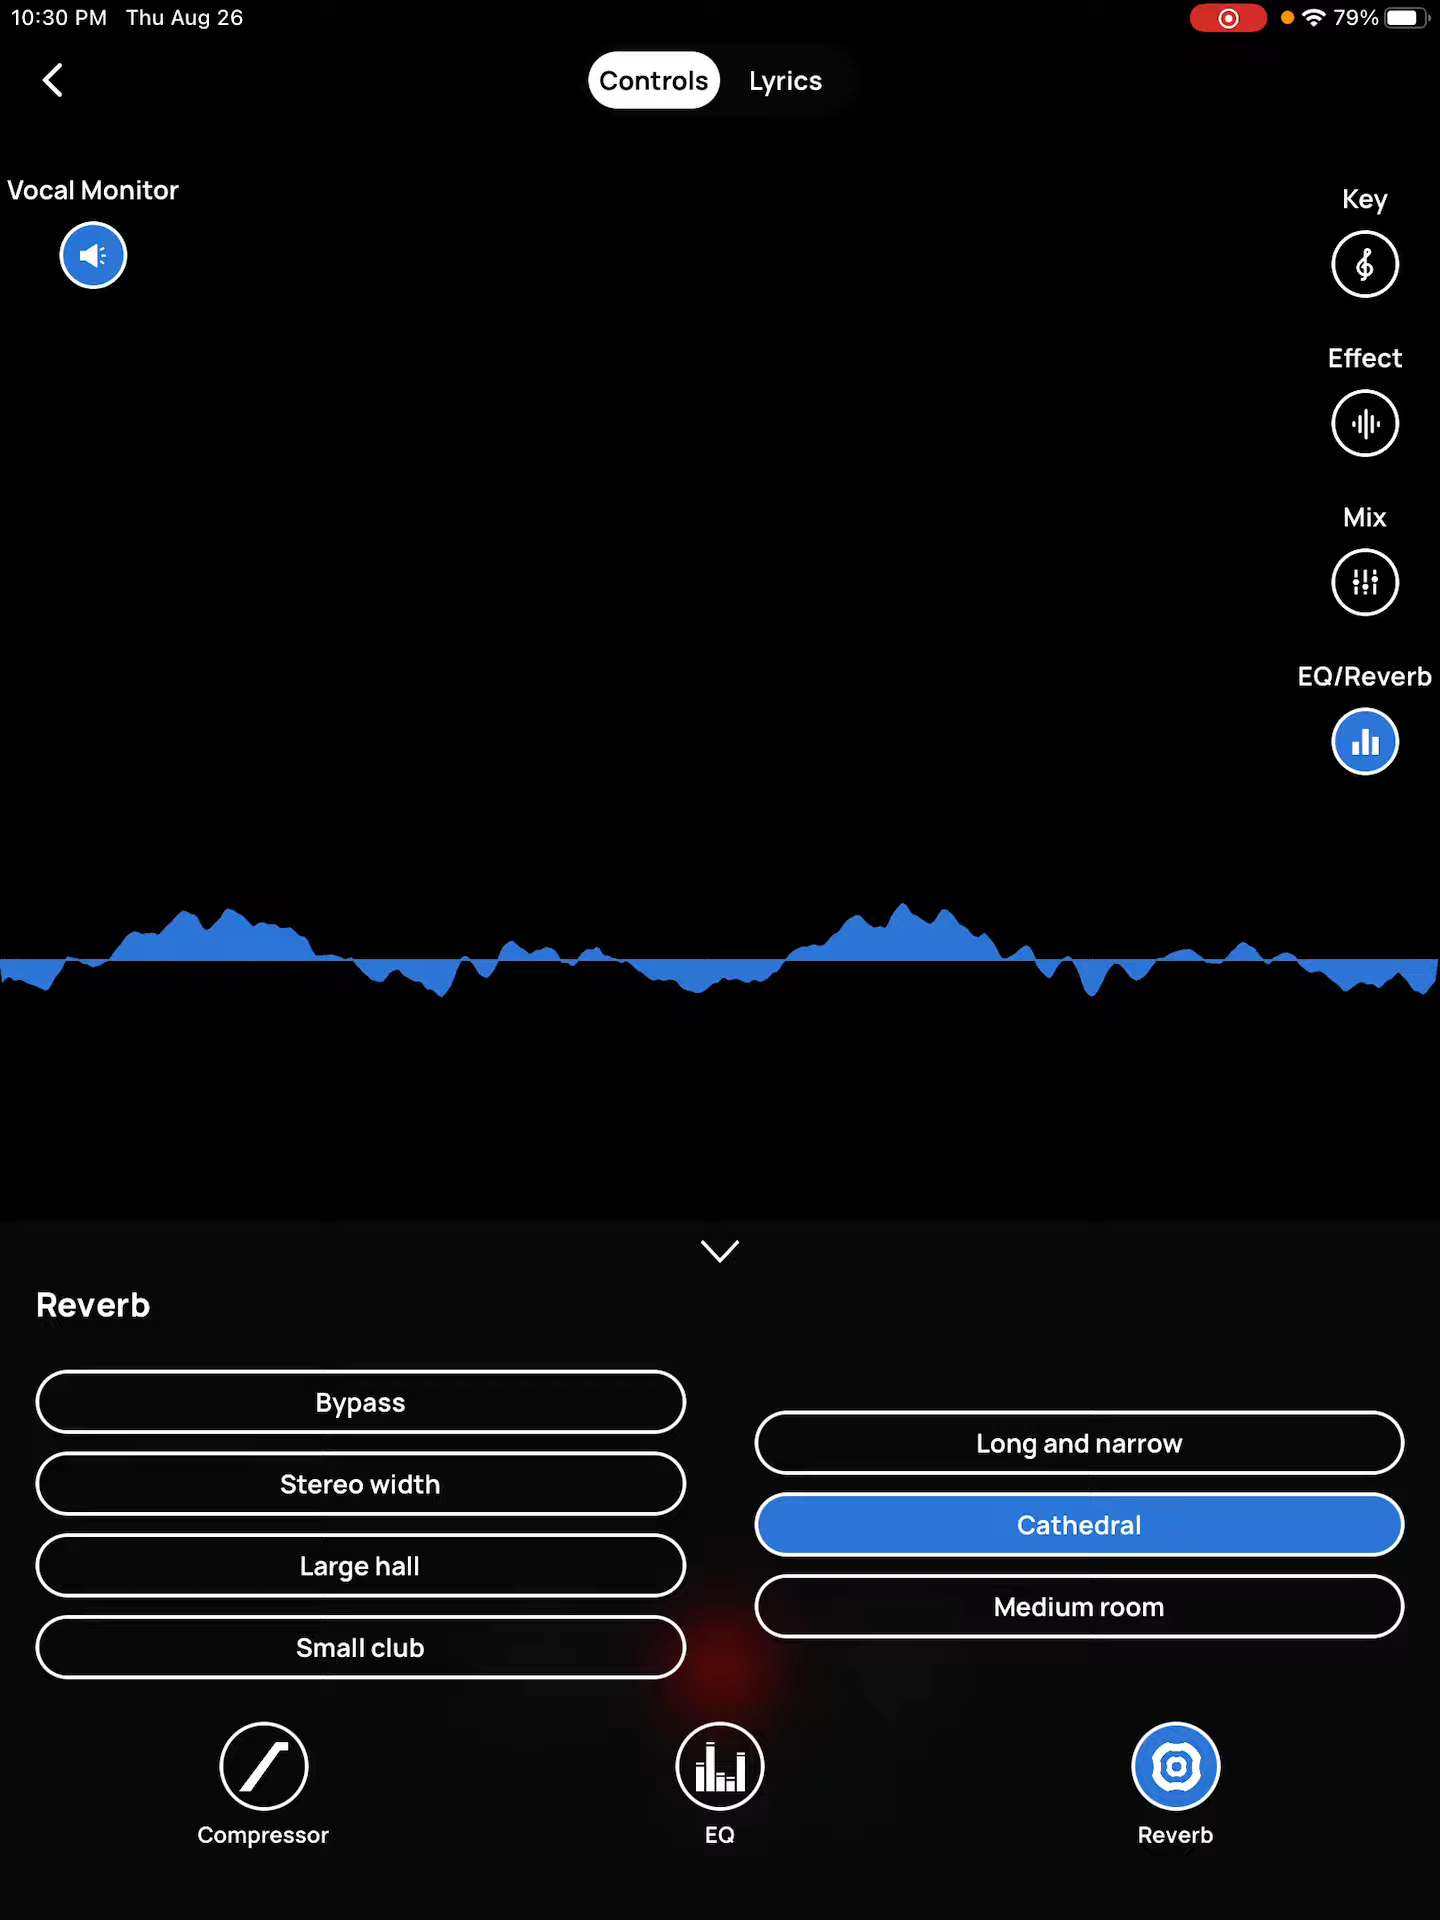 10:30 PM Thu Aug 26
79%
Controls Lyrics
Vocal Monitor
Key
Effect
Mix
EQ/Reverb
Reverb
Bypass
Stereo width
Large hall
Small club
Long and narrow
Cathedral
Medium room
Compressor
EQ
Reverb